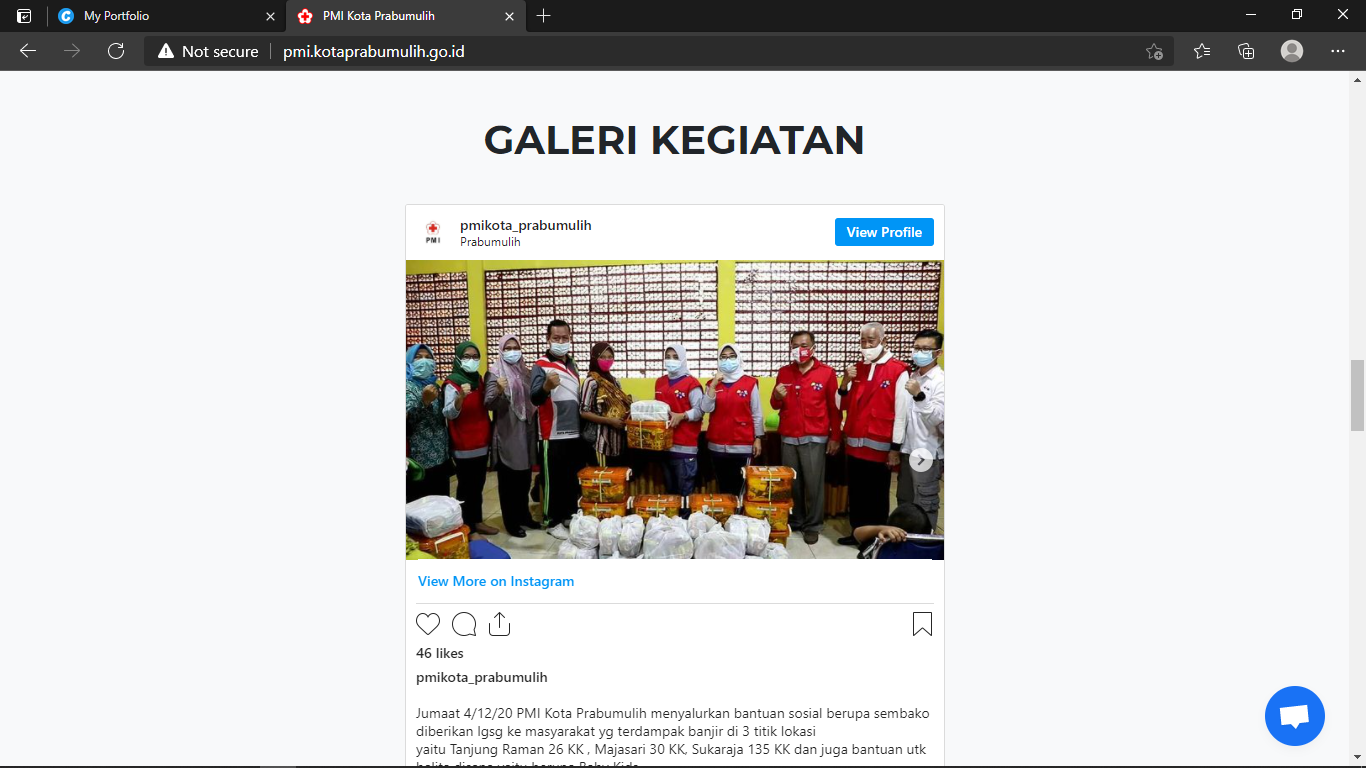 My Portfolio
PMI Kota Prabumulih
Not secure
pmi.kotaprabumulih.go.id
GALERI KEGIATAN
pmikota_prabumulih
Prabumulih
PMI
View Profile
View More on Instagram
46 likes
pmikota_prabumulih
Jumaat 4/12/20 PMI Kota Prabumulih menyalurkan bantuan sosial berupa sembako
diberikan lgsg ke masyarakat yg terdampak banjir di 3 titik lokasi
yaitu Tanjung Raman 26 KK , Majasari 30 KK, Sukaraja 135 KK dan juga bantuan utk